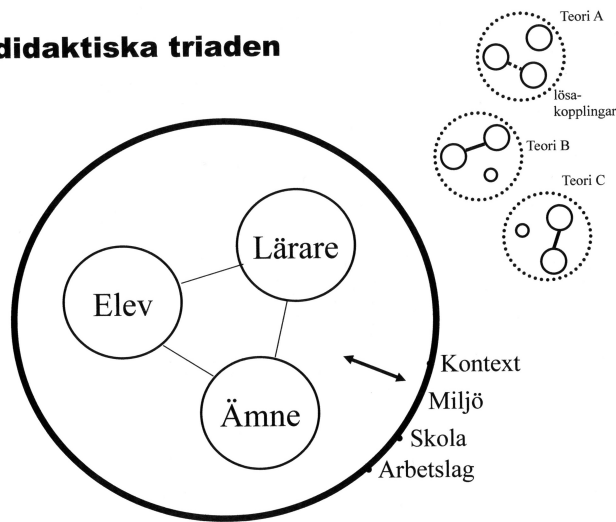 didaktiska triaden
Teori A
lösa-
kopplingar
Teori B
Teori C
Lärare
Elev
Ämne
Kontext
Miljö
Skola
Arbetslag